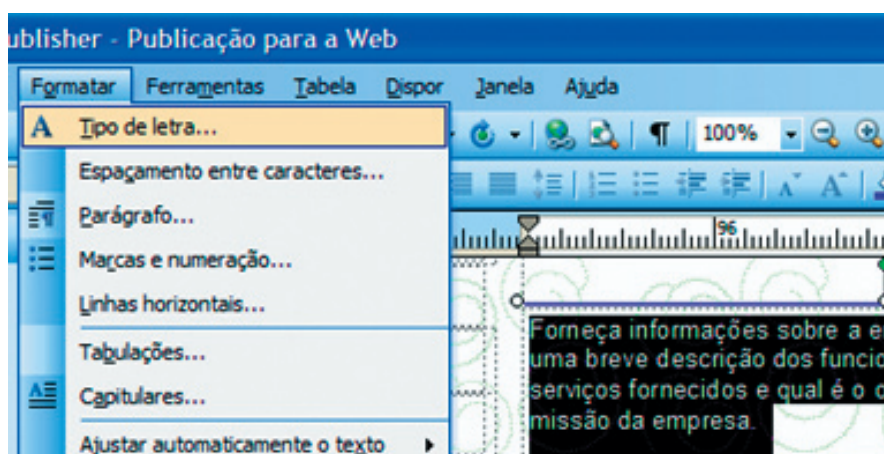 ublisher - Publicação para a Web
Formatar Ferramentas Tabela Dispor Janela Ajuda
A Tipo de letra...
¶ 100%
Espaçamento entre caracteres...
A A
Parágrafo...
96
Marcas e numeração...
Linhas horizontais...
Forneça informações sobre a e
uma breve descrição dos funcio
Tabulações...
serviços fornecidos e qual é o o
A Capitulares...
missão da empresa.
Ajustar automaticamente o texto